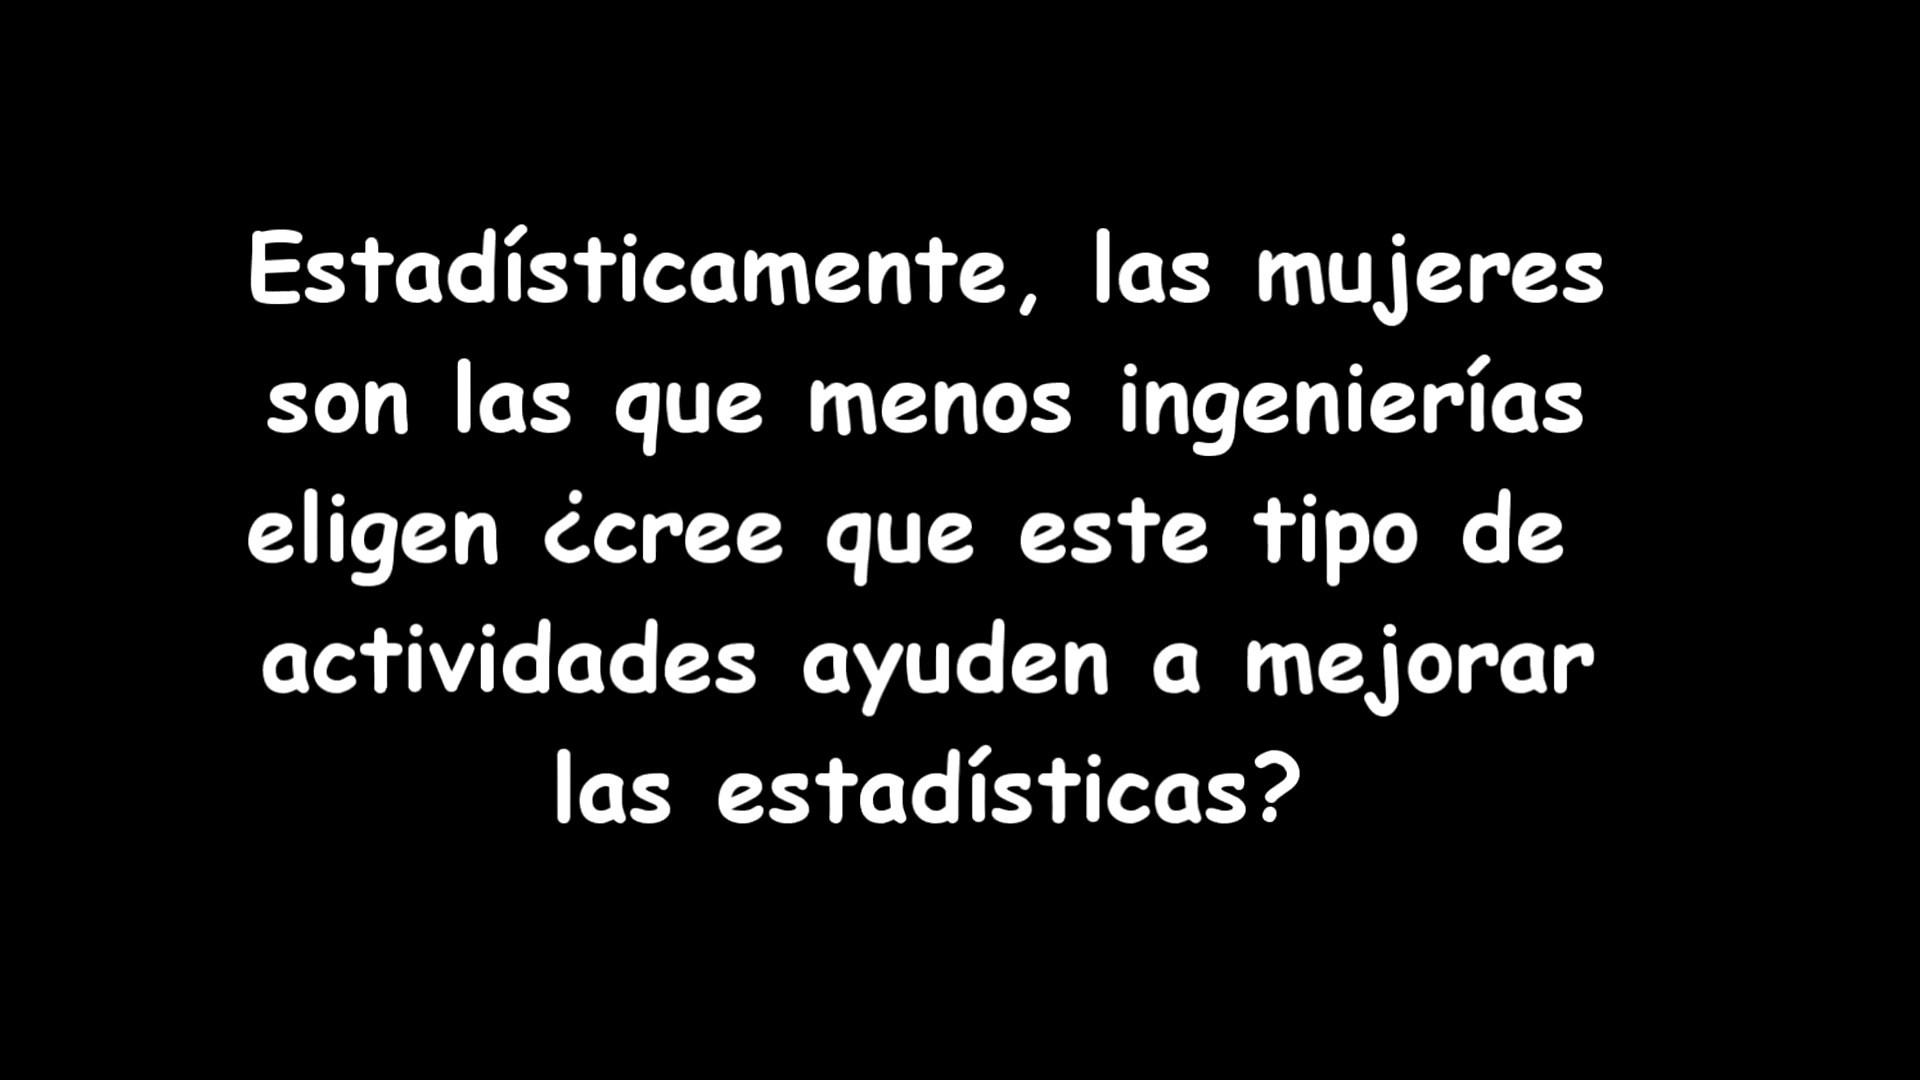 Estadísticamente, las mujeres
son las que menos ingenierías
eligen ¿cree que este tipo de
actividades ayuden a mejorar
las estadísticas?